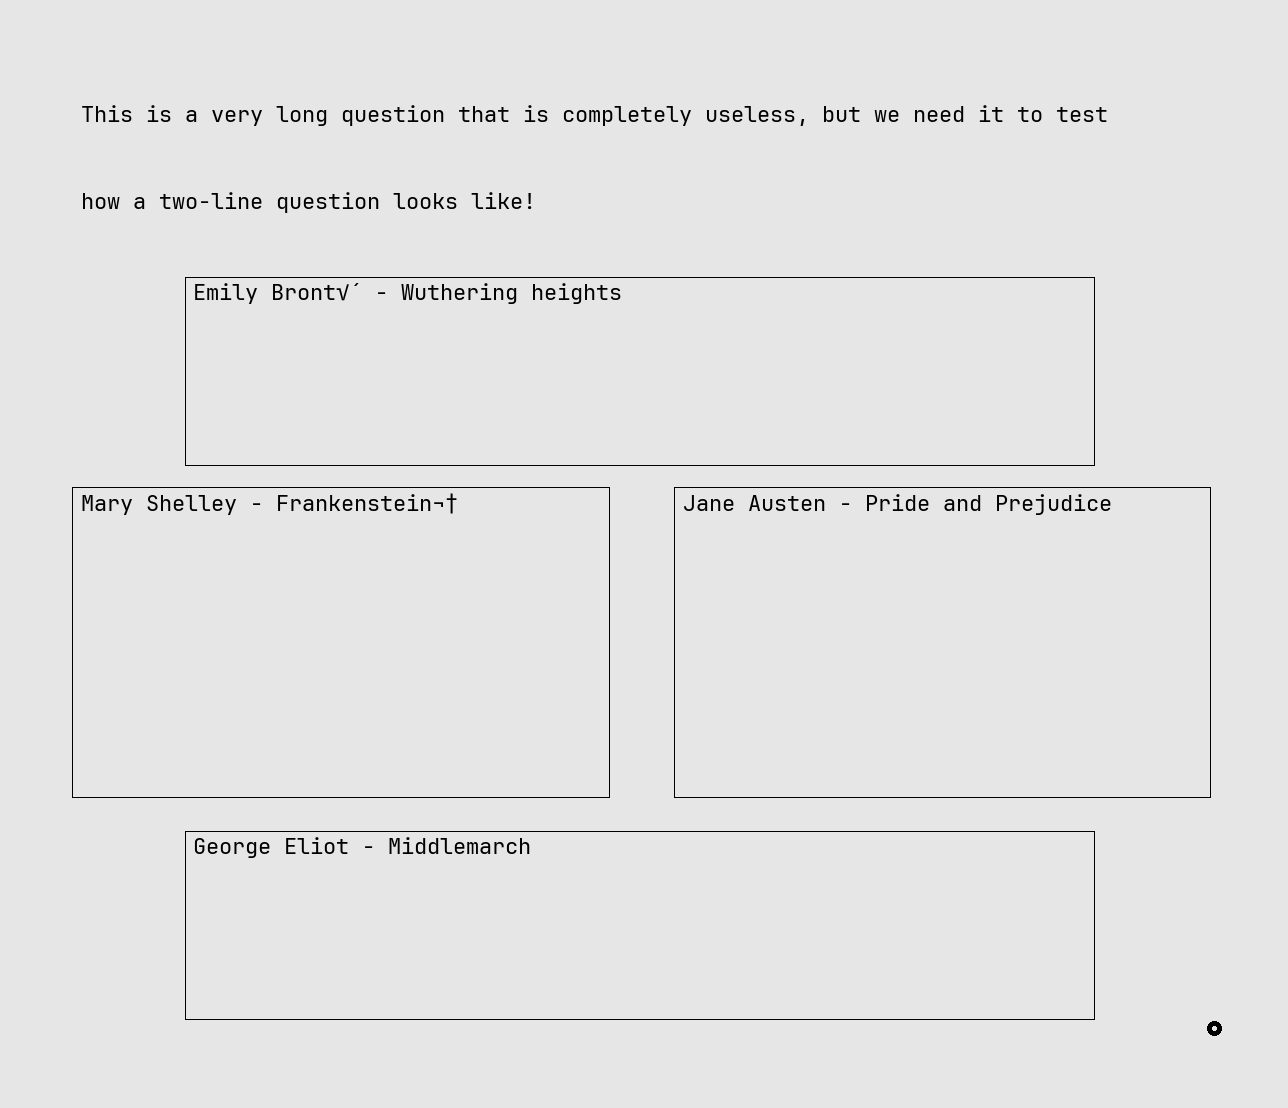 This is a very long question that is completely useless, but we need it to test
how a two-line question looks like!
Emily Bront√´ - Wuthering heights
Mary Shelley - Frankenstein¬†
Jane Austen - Pride and Prejudice
George Eliot - Middlemarch